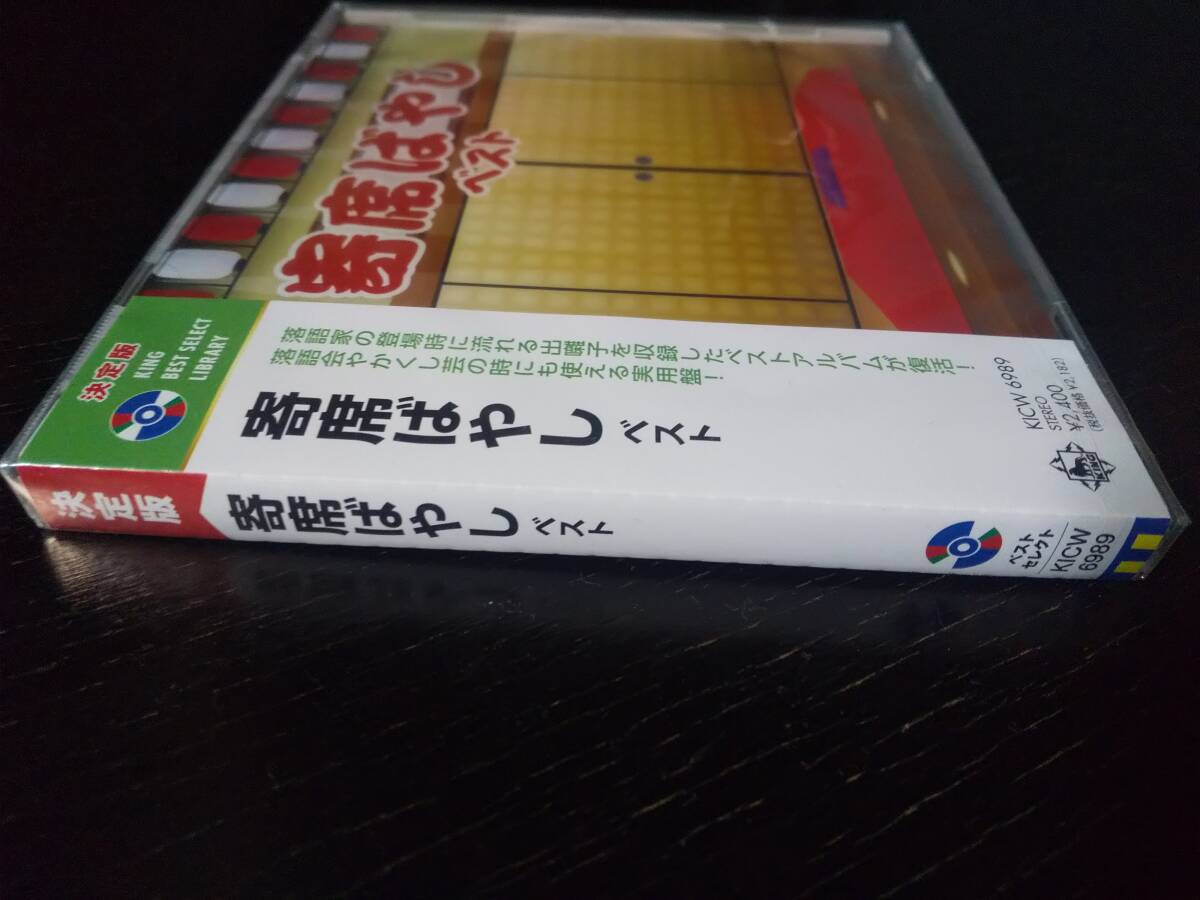 寄席ばやし
ベスト
決定版
KING
BEST SELECT
LIBRARY
落語家の登場時に流れる出囃子を収録したベストアルバムが復活!
落語会やかくし芸の時にも使える実用盤!
寄席ばやし ベスト
KICW 6989
STEREO
¥2,400
(税抜価格 ¥2,182)
KING
決定版
寄席ばやし ベスト
ベスト
セレクト
KICW
6989